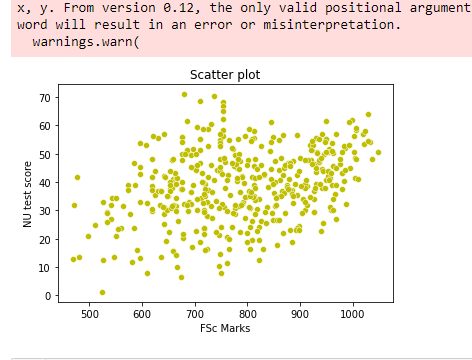 x, y. From version 0.12, the only valid positional argument
word will result in an error or misinterpretation.
warnings.warn(
Scatter plot
70
60
50
40
30
20
10
0
NU test score
500 600 700 800 900 1000
FSc Marks